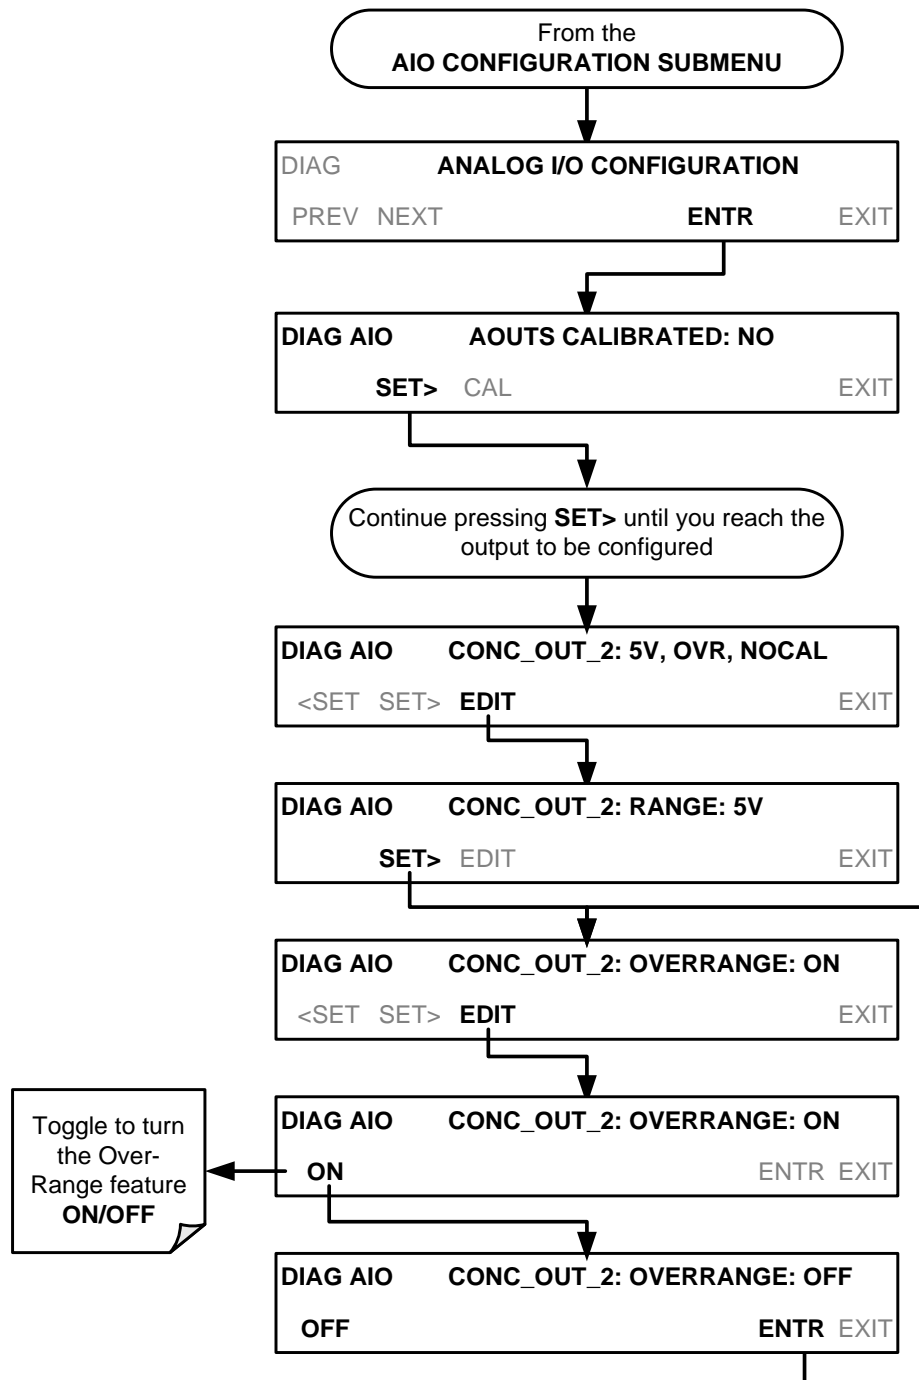 From the
AIO CONFIGURATION SUBMENU
DIAG ANALOG I/O CONFIGURATION
PREV NEXT ENTR EXIT
DIAG AIO AOUTS CALIBRATED: NO
SET> CAL EXIT
Continue pressing SET> until you reach the
output to be configured
DIAG AIO CONC_OUT_2: 5V, OVR, NOCAL
<SET SET> EDIT EXIT
DIAG AIO CONC_OUT_2: RANGE: 5V
SET> EDIT EXIT
DIAG AIO CONC_OUT_2: OVERRANGE: ON
<SET SET> EDIT EXIT
Toggle to turn
the Over-
Range feature
ON/OFF
DIAG AIO CONC_OUT_2: OVERRANGE: ON
ON ENTR EXIT
DIAG AIO CONC_OUT_2: OVERRANGE: OFF
OFF ENTR EXIT